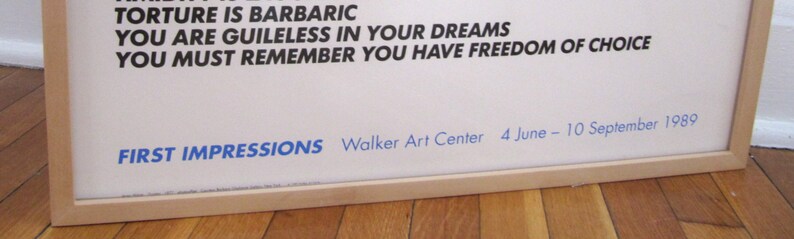 TORTURE IS BARBARIC
YOU ARE GUILELESS IN YOUR DREAMS
YOU MUST REMEMBER YOU HAVE FREEDOM OF CHOICE
FIRST IMPRESSIONS Walker Art Center 4 June – 10 September 1989